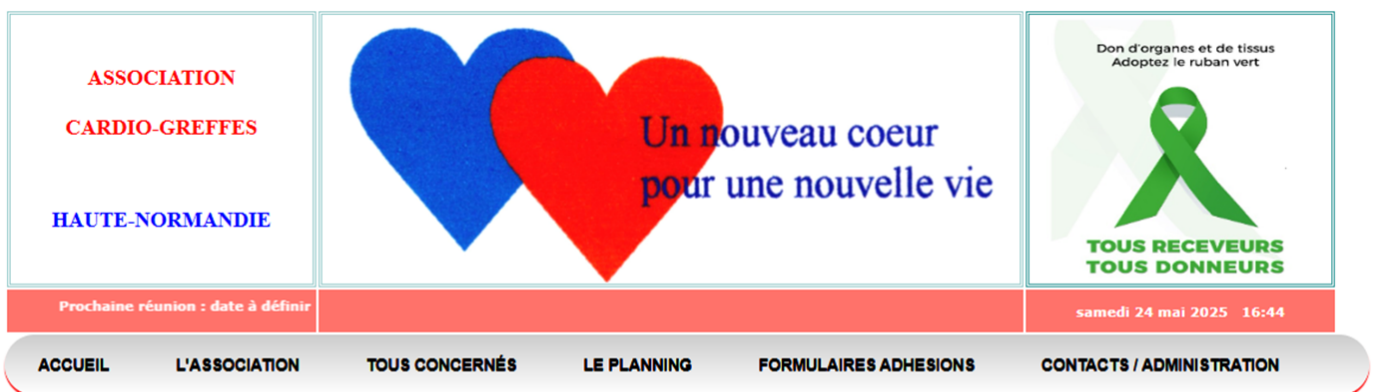 ASSOCIATION
CARDIO-GREFFES
HAUTE-NORMANDIE
Un nouveau coeur
pour une nouvelle vie
Don d'organes et de tissus
Adoptez le ruban vert
TOUS RECEVEURS
TOUS DONNEURS
Prochaine réunion : date à définir
samedi 24 mai 2025 16:44
ACCUEIL L'ASSOCIATION TOUS CONCERNÉS LE PLANNING FORMULAIRES ADHESIONS CONTACTS / ADMINISTRATION